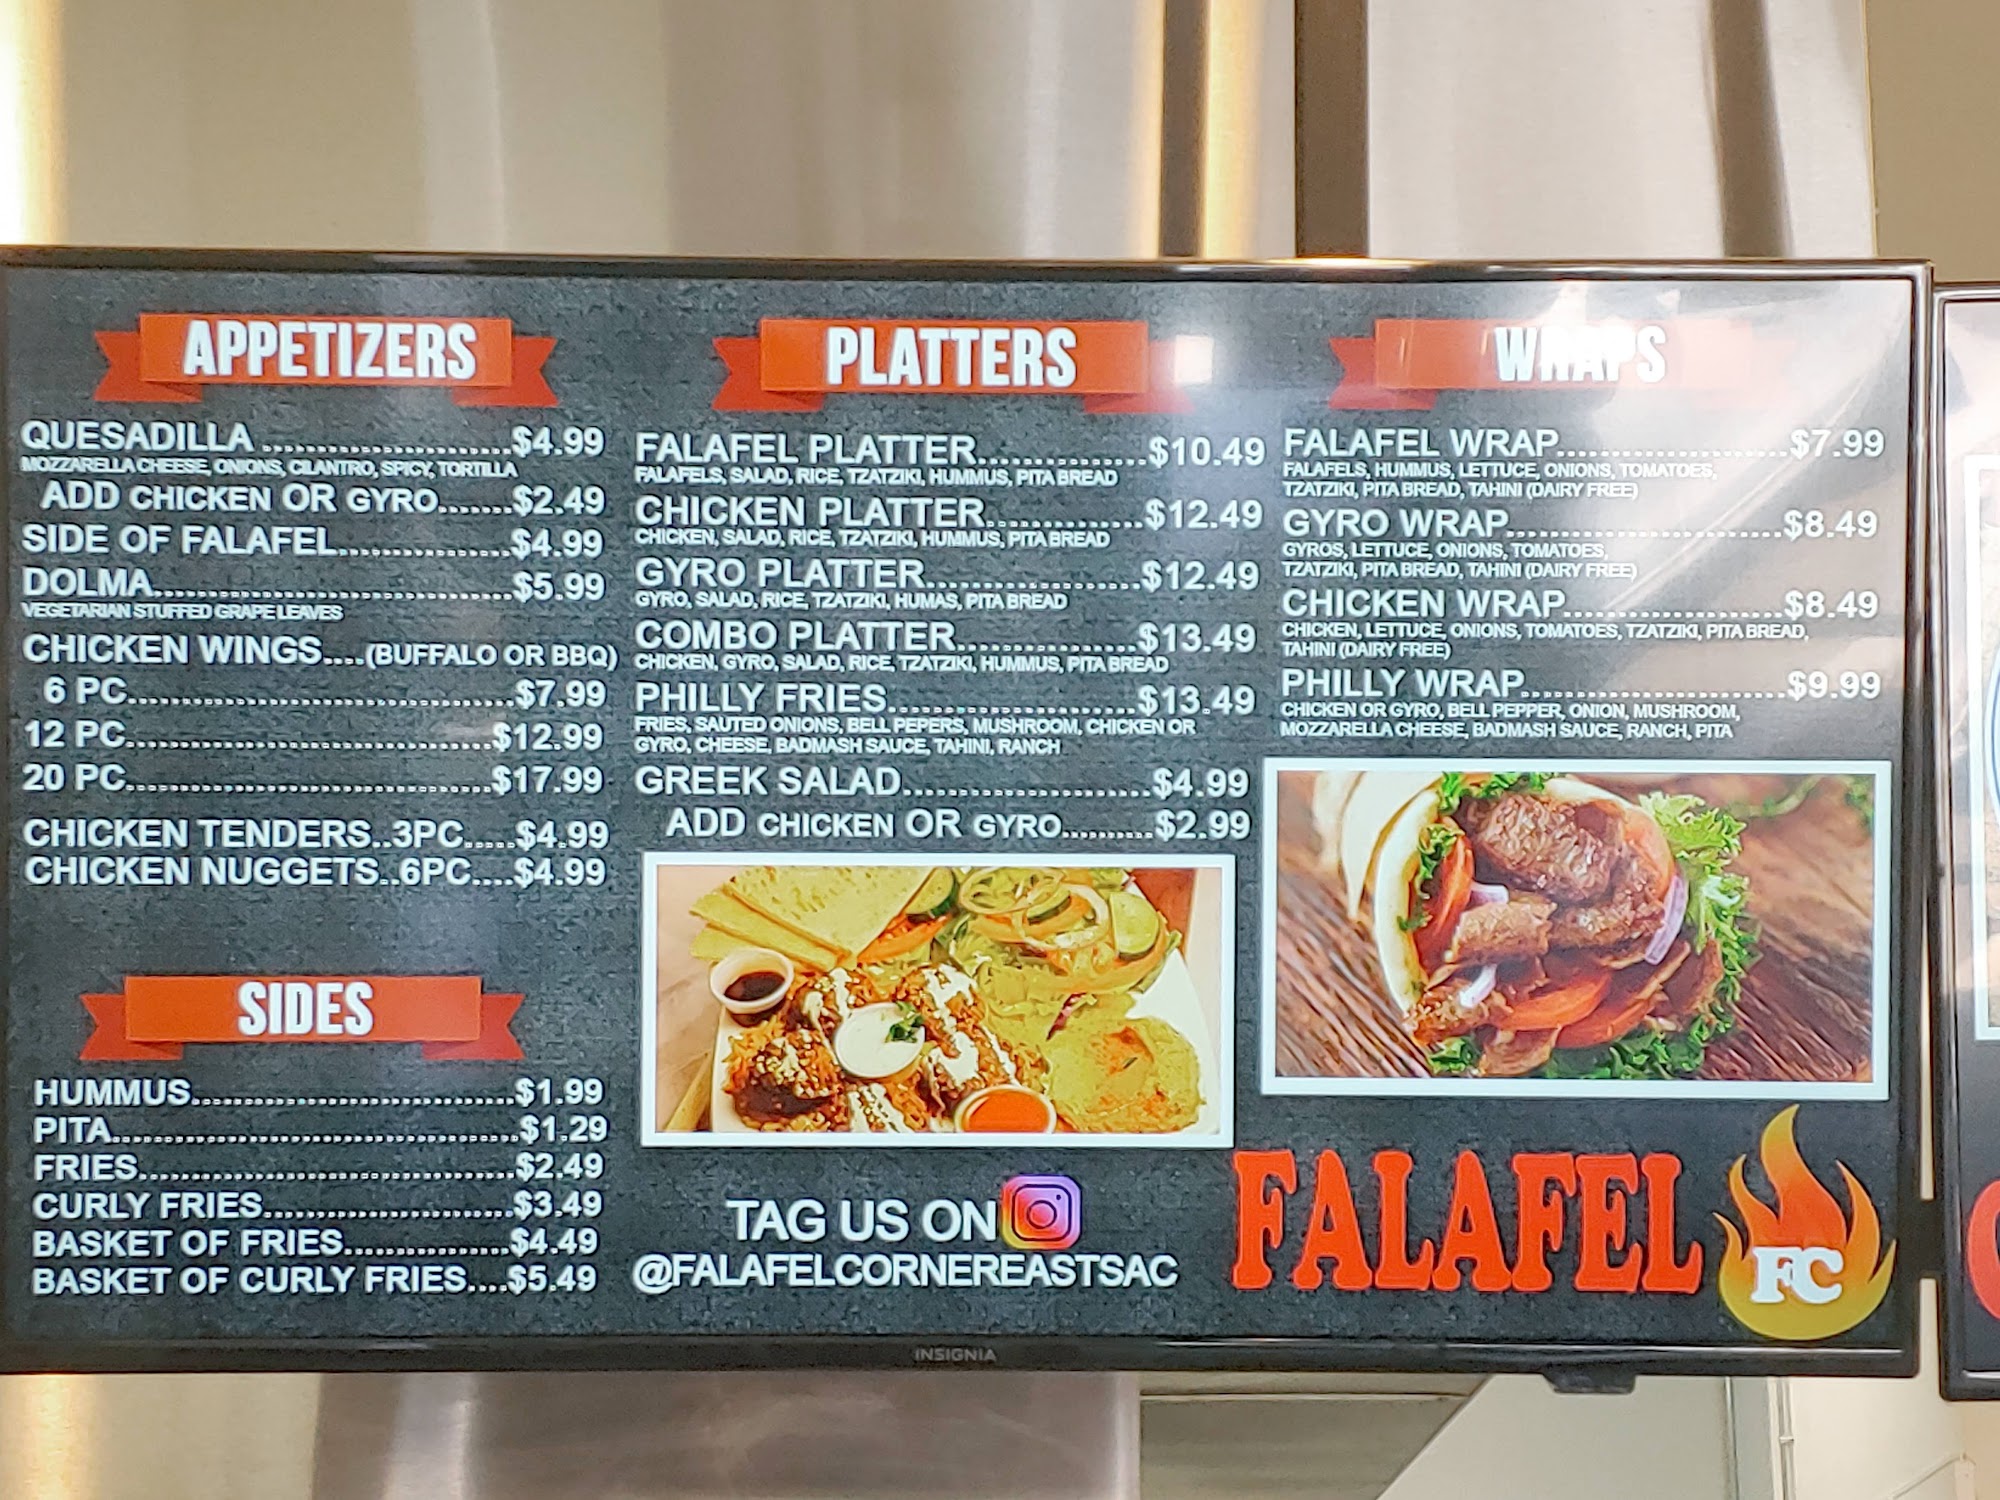 APPETIZERS
QUESADILLA ........................$4.99
MOZZARELLA CHEESE, ONIONS, CILANTRO, SPICY, TORTILLA
ADD CHICKEN OR GYRO.......$2.49
SIDE OF FALAFEL.................$4.99
DOLMA...................................$5.99
VEGETARIAN STUFFED GRAPE LEAVES
CHICKEN WINGS....(BUFFALO OR BBQ)
6 PC......................................$7.99
12 PC....................................$12.99
20 PC....................................$17.99
CHICKEN TENDERS..3PC.....$4.99
CHICKEN NUGGETS..6PC....$4.99
SIDES
HUMMUS................................$1.99
PITA........................................$1.29
FRIES.....................................$2.49
CURLY FRIES.........................$3.49
BASKET OF FRIES.................$4.49
BASKET OF CURLY FRIES....$5.49
PLATTERS
FALAFEL PLATTER................$10.49
FALAFELS, SALAD, RICE, TZATZIKI, HUMMUS, PITA BREAD
CHICKEN PLATTER...............$12.49
CHICKEN, SALAD, RICE, TZATZIKI, HUMMUS, PITA BREAD
GYRO PLATTER.....................$12.49
GYRO, SALAD, RICE, TZATZIKI, HUMAS, PITA BREAD
COMBO PLATTER..................$13.49
CHICKEN, GYRO, SALAD, RICE, TZATZIKI, HUMMUS, PITA BREAD
PHILLY FRIES.........................$13.49
FRIES, SAUTED ONIONS, BELL PEPERS, MUSHROOM, CHICKEN OR
GYRO, CHEESE, BADMASH SAUCE, TAHINI, RANCH
GREEK SALAD........................$4.99
ADD CHICKEN OR GYRO.........$2.99
TAG US ON
@FALAFELCORNEREASTSAC
WRAPS
FALAFEL WRAP.......................$7.99
FALAFELS, HUMMUS, LETTUCE, ONIONS, TOMATOES,
TZATZIKI, PITA BREAD, TAHINI (DAIRY FREE)
GYRO WRAP...........................$8.49
GYROS, LETTUCE, ONIONS, TOMATOES,
TZATZIKI, PITA BREAD, TAHINI (DAIRY FREE)
CHICKEN WRAP......................$8.49
CHICKEN, LETTUCE, ONIONS, TOMATOES, TZATZIKI, PITA BREAD,
TAHINI (DAIRY FREE)
PHILLY WRAP..........................$9.99
CHICKEN OR GYRO, BELL PEPPER, ONION, MUSHROOM,
MOZZARELLA CHEESE, BADMASH SAUCE, RANCH, PITA
FALAFEL
FC
INSIGNIA